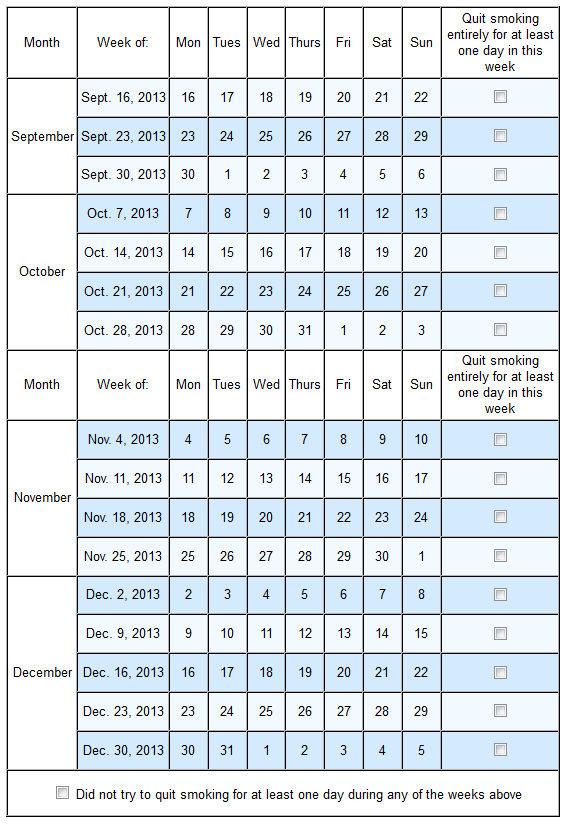 Month Week of: Mon Tues Wed Thurs Fri Sat Sun Quit smoking
entirely for at least
one day in this
week
September
Sept. 16, 2013 16 17 18 19 20 21 22
Sept. 23, 2013 23 24 25 26 27 28 29
Sept. 30, 2013 30 1 2 3 4 5 6
October
Oct. 7, 2013 7 8 9 10 11 12 13
Oct. 14, 2013 14 15 16 17 18 19 20
Oct. 21, 2013 21 22 23 24 25 26 27
Oct. 28, 2013 28 29 30 31 1 2 3
Month Week of: Mon Tues Wed Thurs Fri Sat Sun Quit smoking
entirely for at least
one day in this
week
November
Nov. 4, 2013 4 5 6 7 8 9 10
Nov. 11, 2013 11 12 13 14 15 16 17
Nov. 18, 2013 18 19 20 21 22 23 24
Nov. 25, 2013 25 26 27 28 29 30 1
December
Dec. 2, 2013 2 3 4 5 6 7 8
Dec. 9, 2013 9 10 11 12 13 14 15
Dec. 16, 2013 16 17 18 19 20 21 22
Dec. 23, 2013 23 24 25 26 27 28 29
Dec. 30, 2013 30 31 1 2 3 4 5
Did not try to quit smoking for at least one day during any of the weeks above